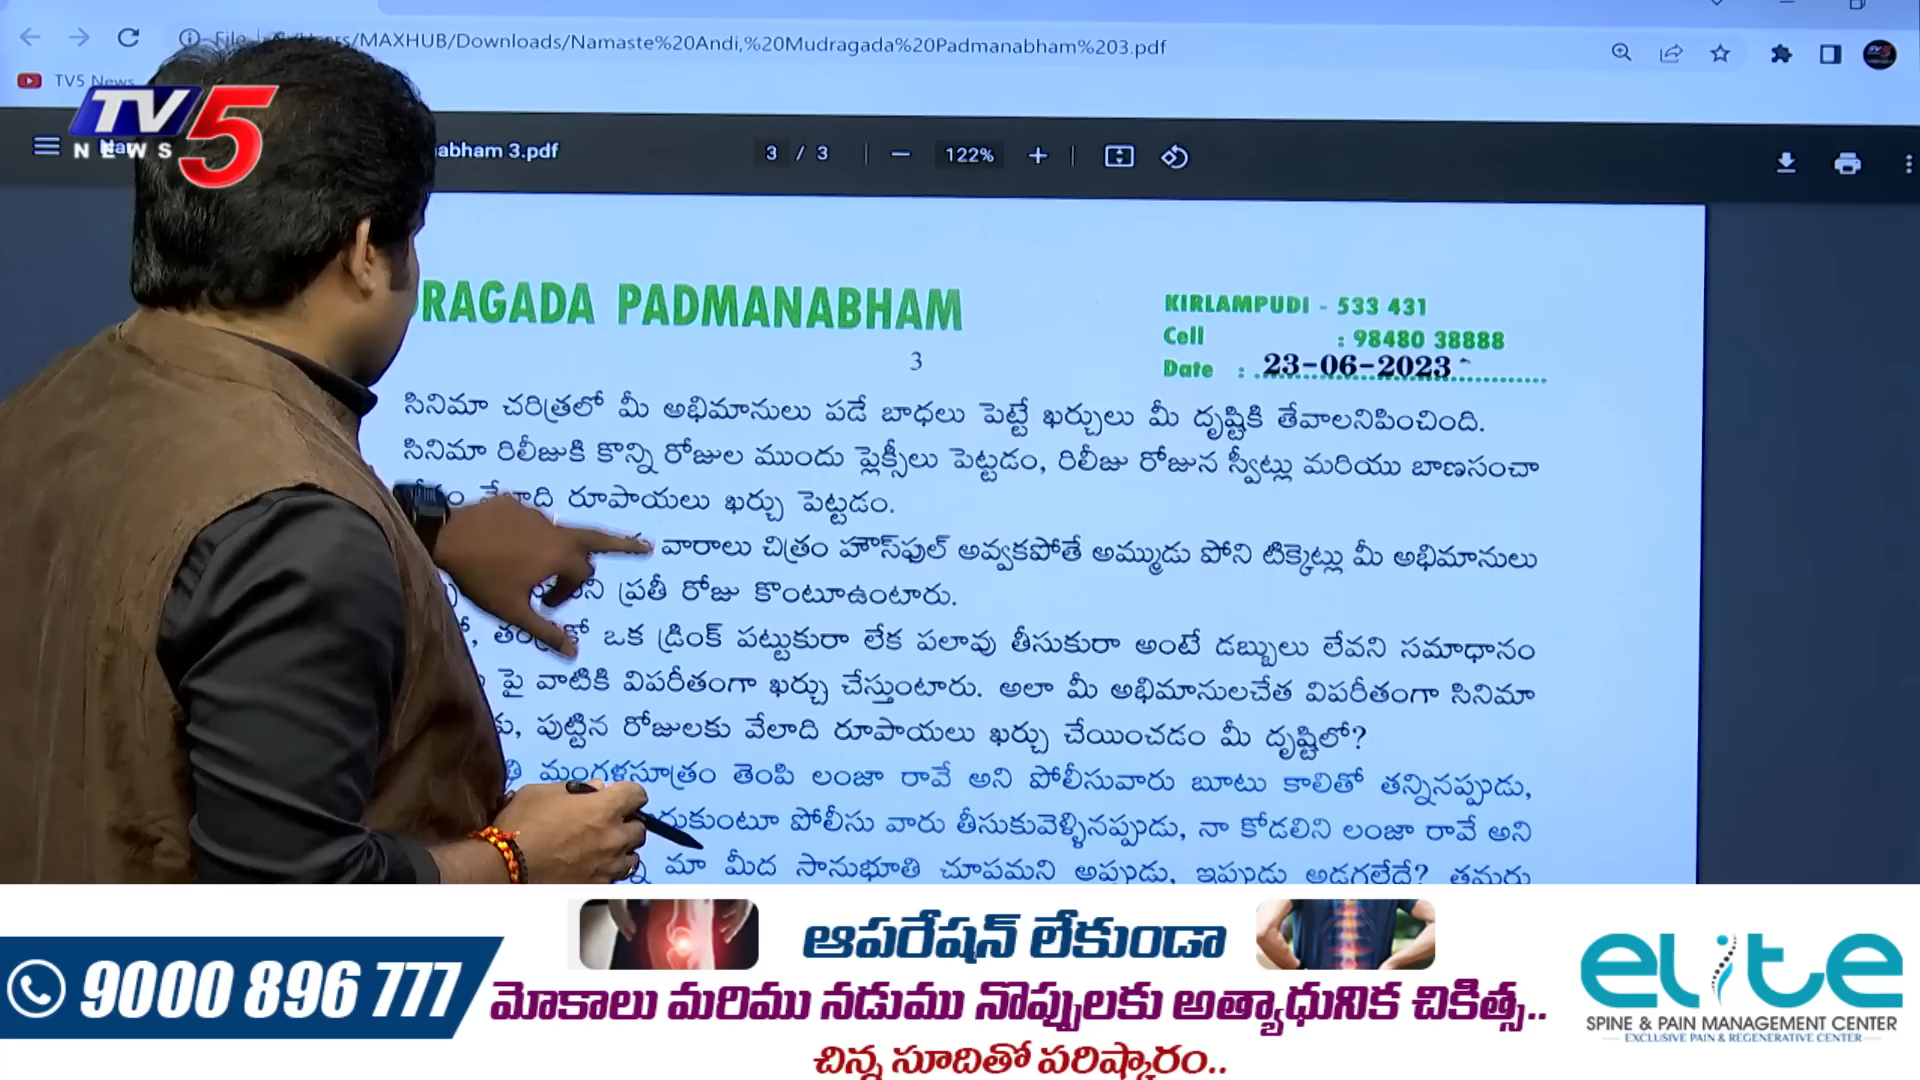 File
/MAXHUB/Downloads/Namaste%20Andi,%20Mudragada%20Padmanabham%203.pdf
TV5 News
TV5
NEWS
abham 3.pdf
3 / 3
122%
RAGADA PADMANABHAM
KIRLAMPUDI - 533 431
Cell : 98480 38888
Date : 23-06-2023
3
సినిమా చరిత్రలో మీ అభిమానులు పడే బాధలు పెట్టే ఖర్చులు మీ దృష్టికి తేవాలనిపించింది.
సినిమా రిలీజుకి కొన్ని రోజుల ముందు ఫ్లెక్సీలు పెట్టడం, రిలీజు రోజున స్వీట్లు మరియు బాణసంచా
రూపాయలు ఖర్చు పెట్టడం.
వారాలు చిత్రం హౌస్‌ఫుల్ అవ్వకపోతే అమ్ముడు పోని టిక్కెట్లు మీ అభిమానులు
ప్రతీ రోజు కొంటూఉంటారు.
ఒక డ్రింక్ పట్టుకురా లేక పలావు తీసుకురా అంటే డబ్బులు లేవని సమాధానం
పై వాటికి విపరీతంగా ఖర్చు చేస్తుంటారు. అలా మీ అభిమానులచేత విపరీతంగా సినిమా
పుట్టిన రోజులకు వేలాది రూపాయలు ఖర్చు చేయించడం మీ దృష్టిలో?
మంగళసూత్రం తెంపి లంజా రావే అని పోలీసువారు బూటు కాలితో తన్నినప్పుడు,
పోలీసు వారు తీసుకువెళ్ళినప్పుడు, నా కోడలిని లంజా రావే అని
మా మీద సానుభూతి చూపమని అప్పుడు, ఇప్పుడు అడగలేదే? తమరు
9000 896 777
ఆపరేషన్ లేకుండా
మోకాలు మరిము నడుము నొప్పులకు అత్యాధునిక చికిత్స..
చిన్న సూదితో పరిష్కారం..
elite
SPINE & PAIN MANAGEMENT CENTER
EXCLUSIVE PAIN & REGENERATIVE CENTER